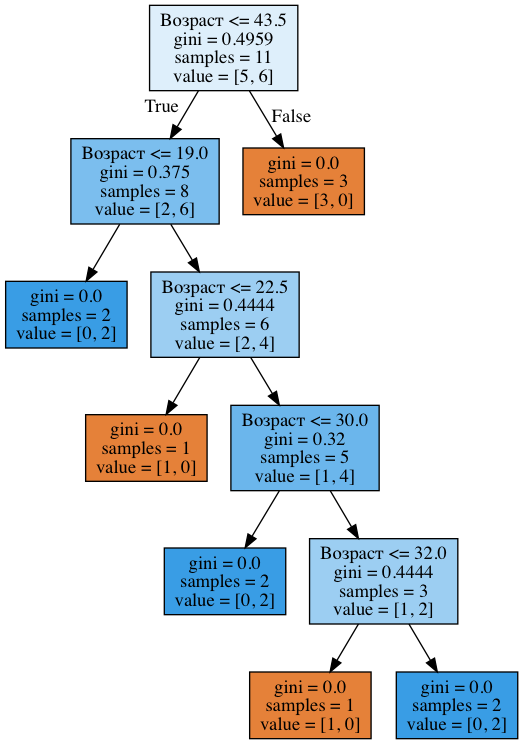 Возраст <= 43.5
gini = 0.4959
samples = 11
value = [5, 6]
True
False
Возраст <= 19.0
gini = 0.375
samples = 8
value = [2, 6]
gini = 0.0
samples = 3
value = [3, 0]
gini = 0.0
samples = 2
value = [0, 2]
Возраст <= 22.5
gini = 0.4444
samples = 6
value = [2, 4]
gini = 0.0
samples = 1
value = [1, 0]
Возраст <= 30.0
gini = 0.32
samples = 5
value = [1, 4]
gini = 0.0
samples = 2
value = [0, 2]
Возраст <= 32.0
gini = 0.4444
samples = 3
value = [1, 2]
gini = 0.0
samples = 1
value = [1, 0]
gini = 0.0
samples = 2
value = [0, 2]